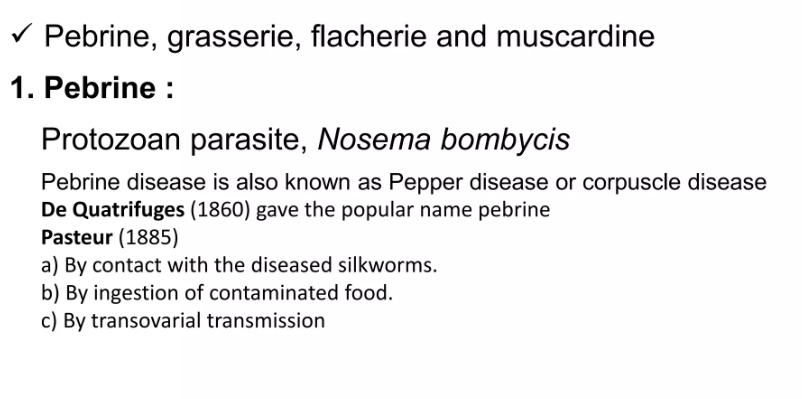 ✓ Pebrine, grasserie, flacherie and muscardine
1. Pebrine :
Protozoan parasite, Nosema bombycis
Pebrine disease is also known as Pepper disease or corpuscle disease
De Quatrifuges (1860) gave the popular name pebrine
Pasteur (1885)
a) By contact with the diseased silkworms.
b) By ingestion of contaminated food.
c) By transovarial transmission